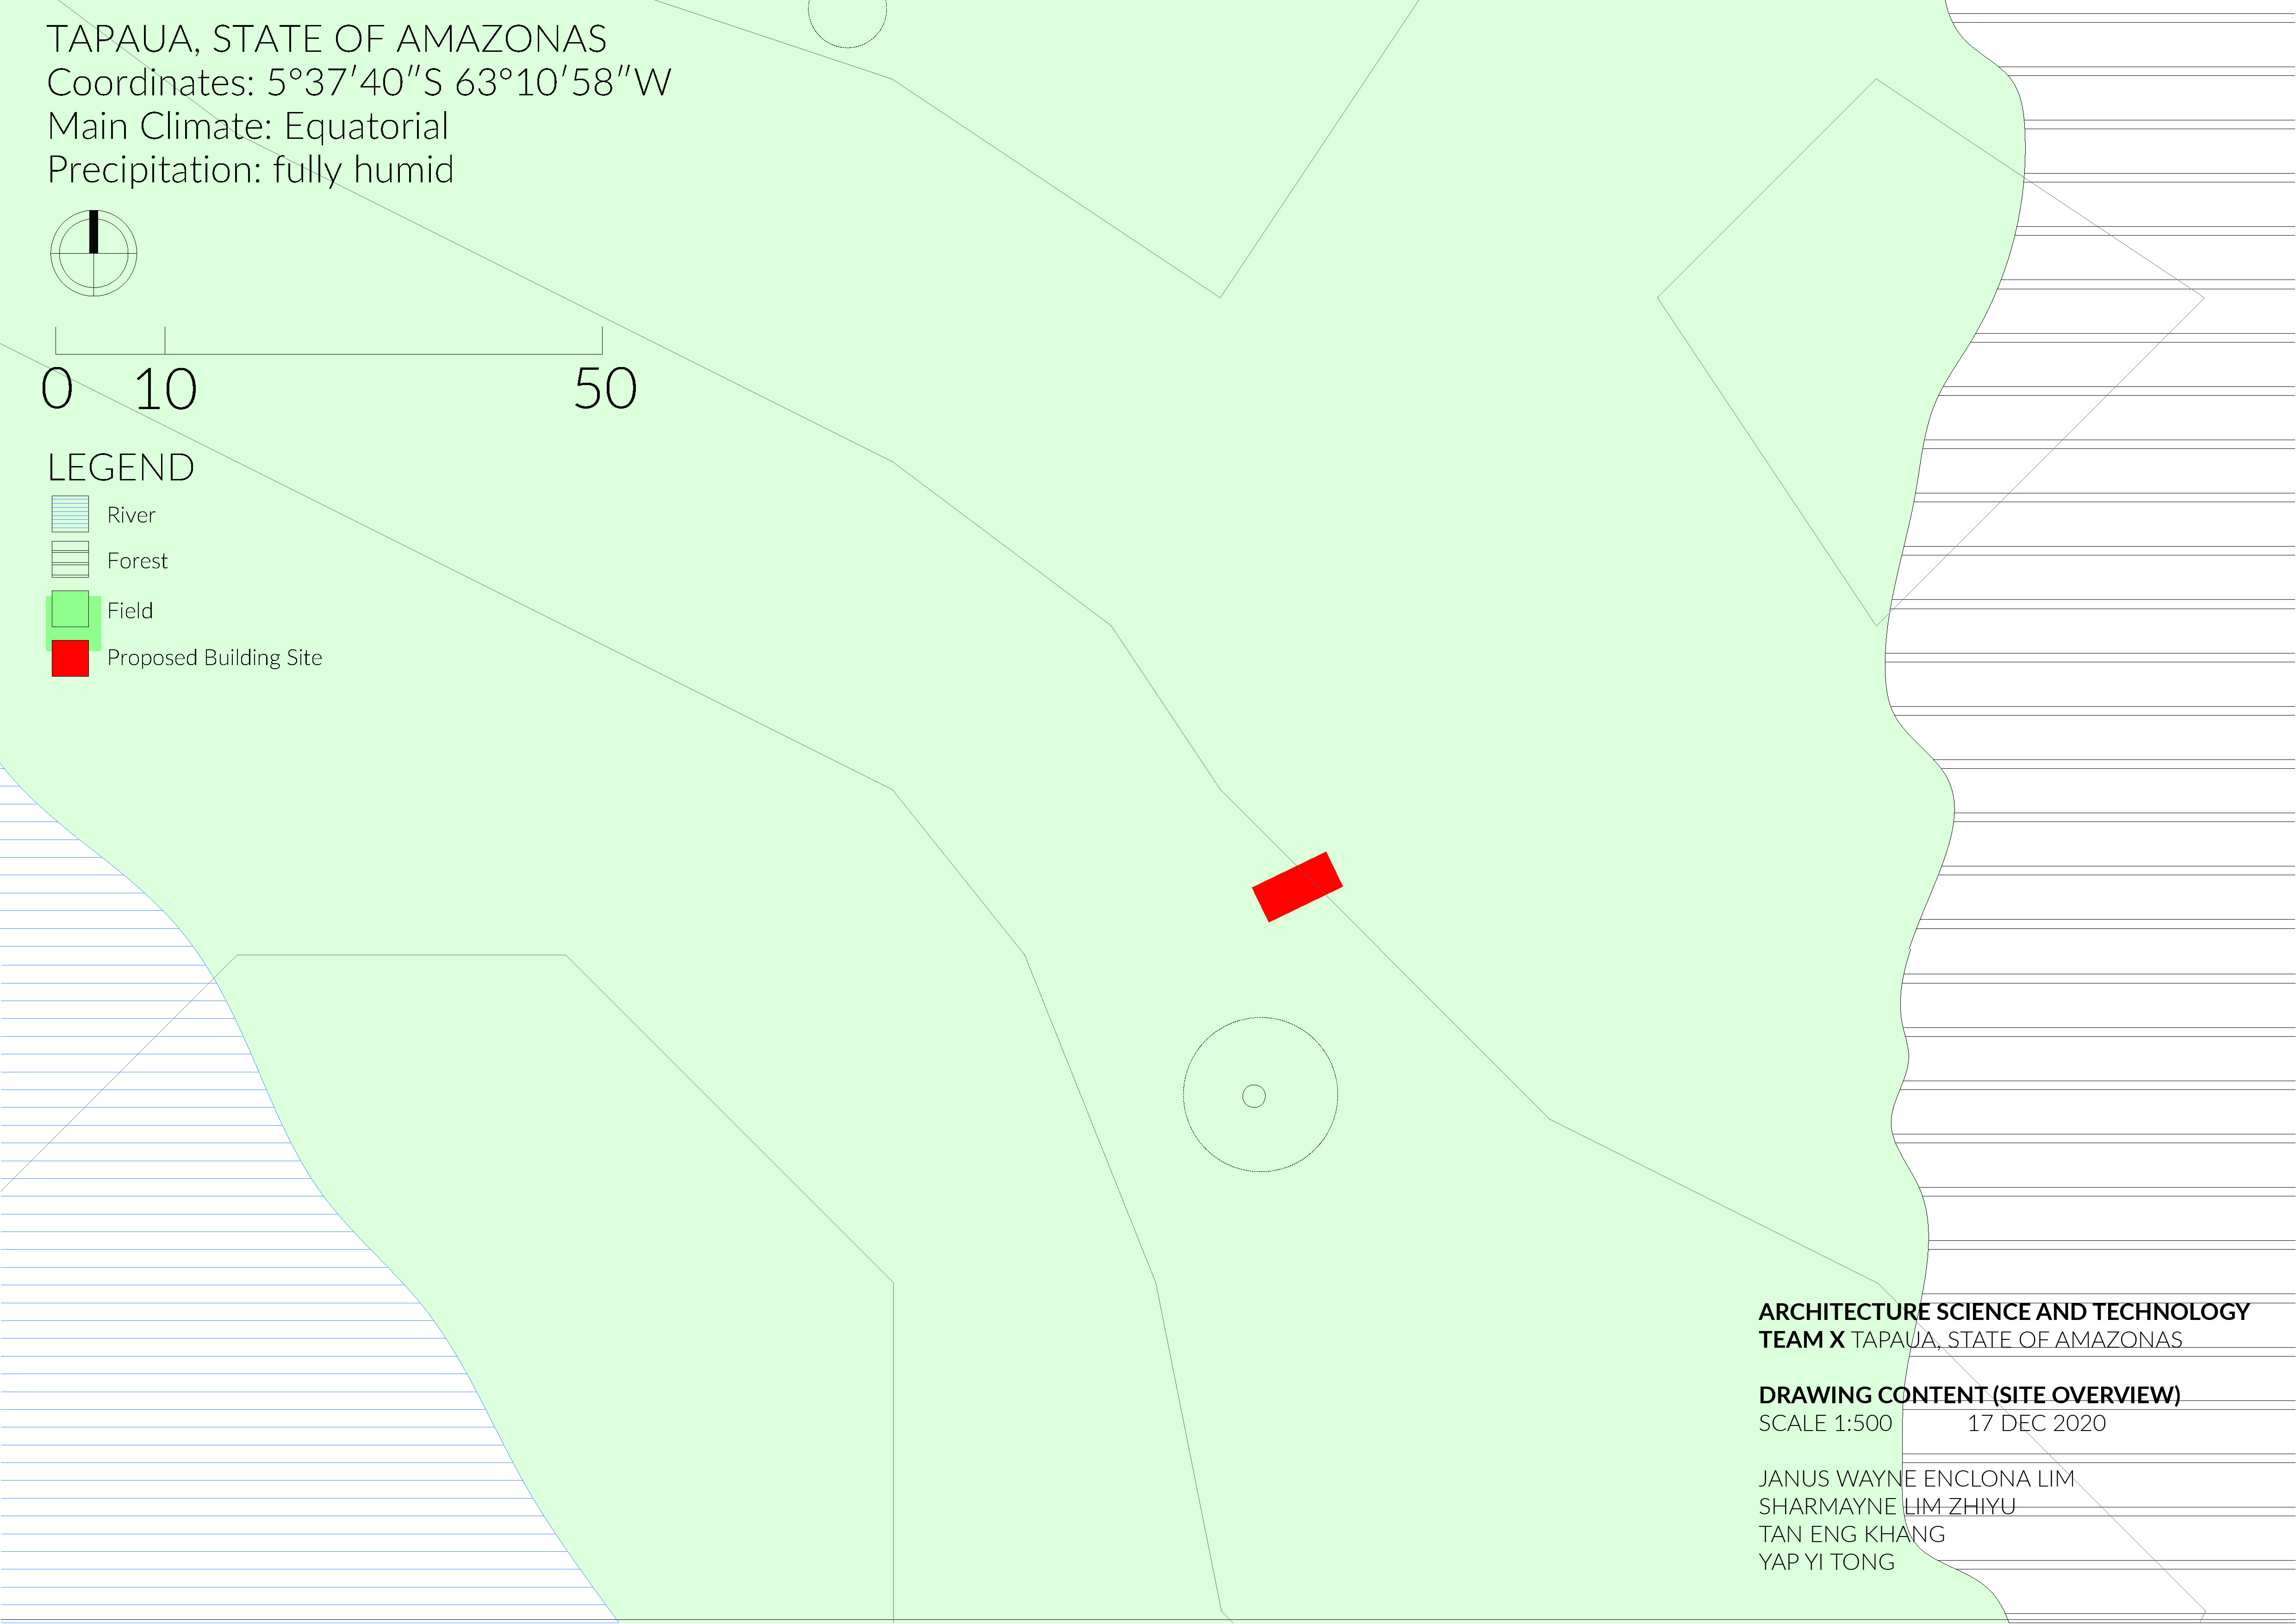 TAPAUA, STATE OF AMAZONAS
Coordinates: 5°37′40″S 63°10′58″W
Main Climate: Equatorial
Precipitation: fully humid
0 10 50
LEGEND
River
Forest
Field
Proposed Building Site
ARCHITECTURE SCIENCE AND TECHNOLOGY
TEAM X TAPAUA, STATE OF AMAZONAS
DRAWING CONTENT (SITE OVERVIEW)
SCALE 1:500 17 DEC 2020
JANUS WAYNE ENCLONA LIM
SHARMAYNE LIM ZHIYU
TAN ENG KHANG
YAP YI TONG